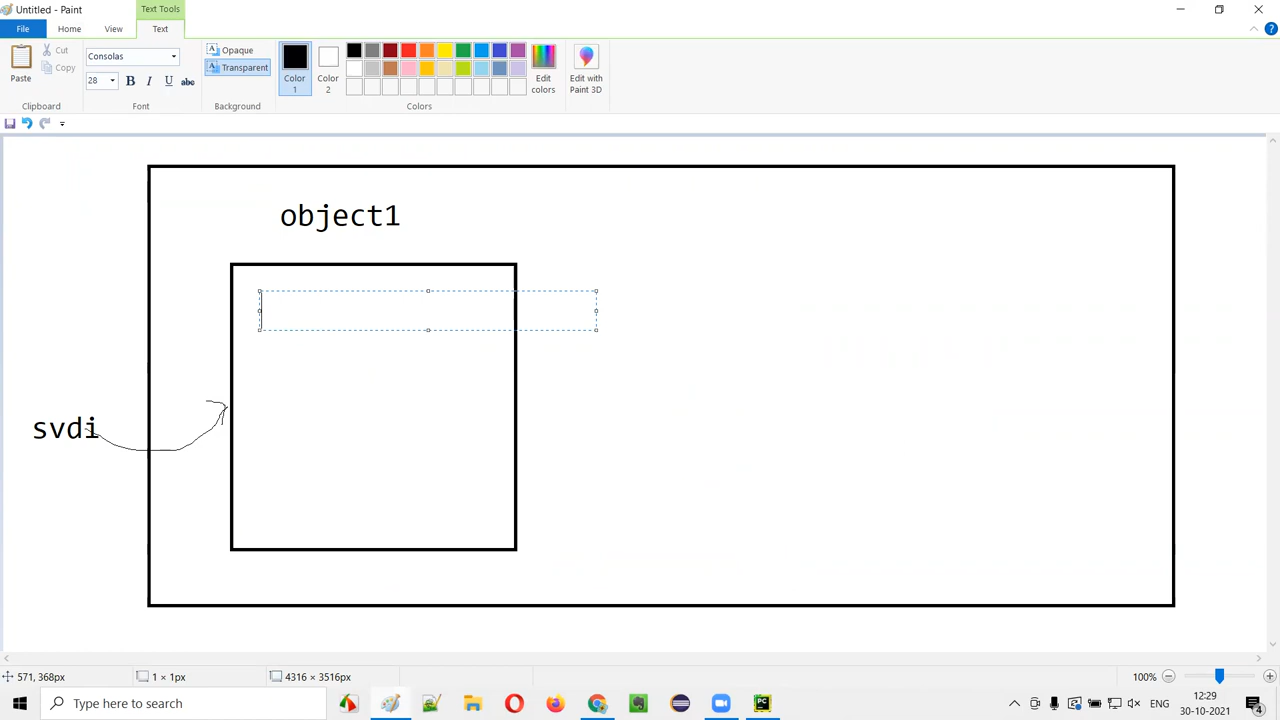 Untitled - Paint
Text Tools
File
Home
View
Text
Paste
Cut
Copy
Clipboard
Consolas
28
B I U abc
Font
Opaque
Transparent
Background
Color 1
Color 2
Colors
Edit colors
Edit with Paint 3D
object1
svdi
571, 368px
1 × 1px
4316 × 3516px
100%
Type here to search
ENG
12:29
30-10-2021
4